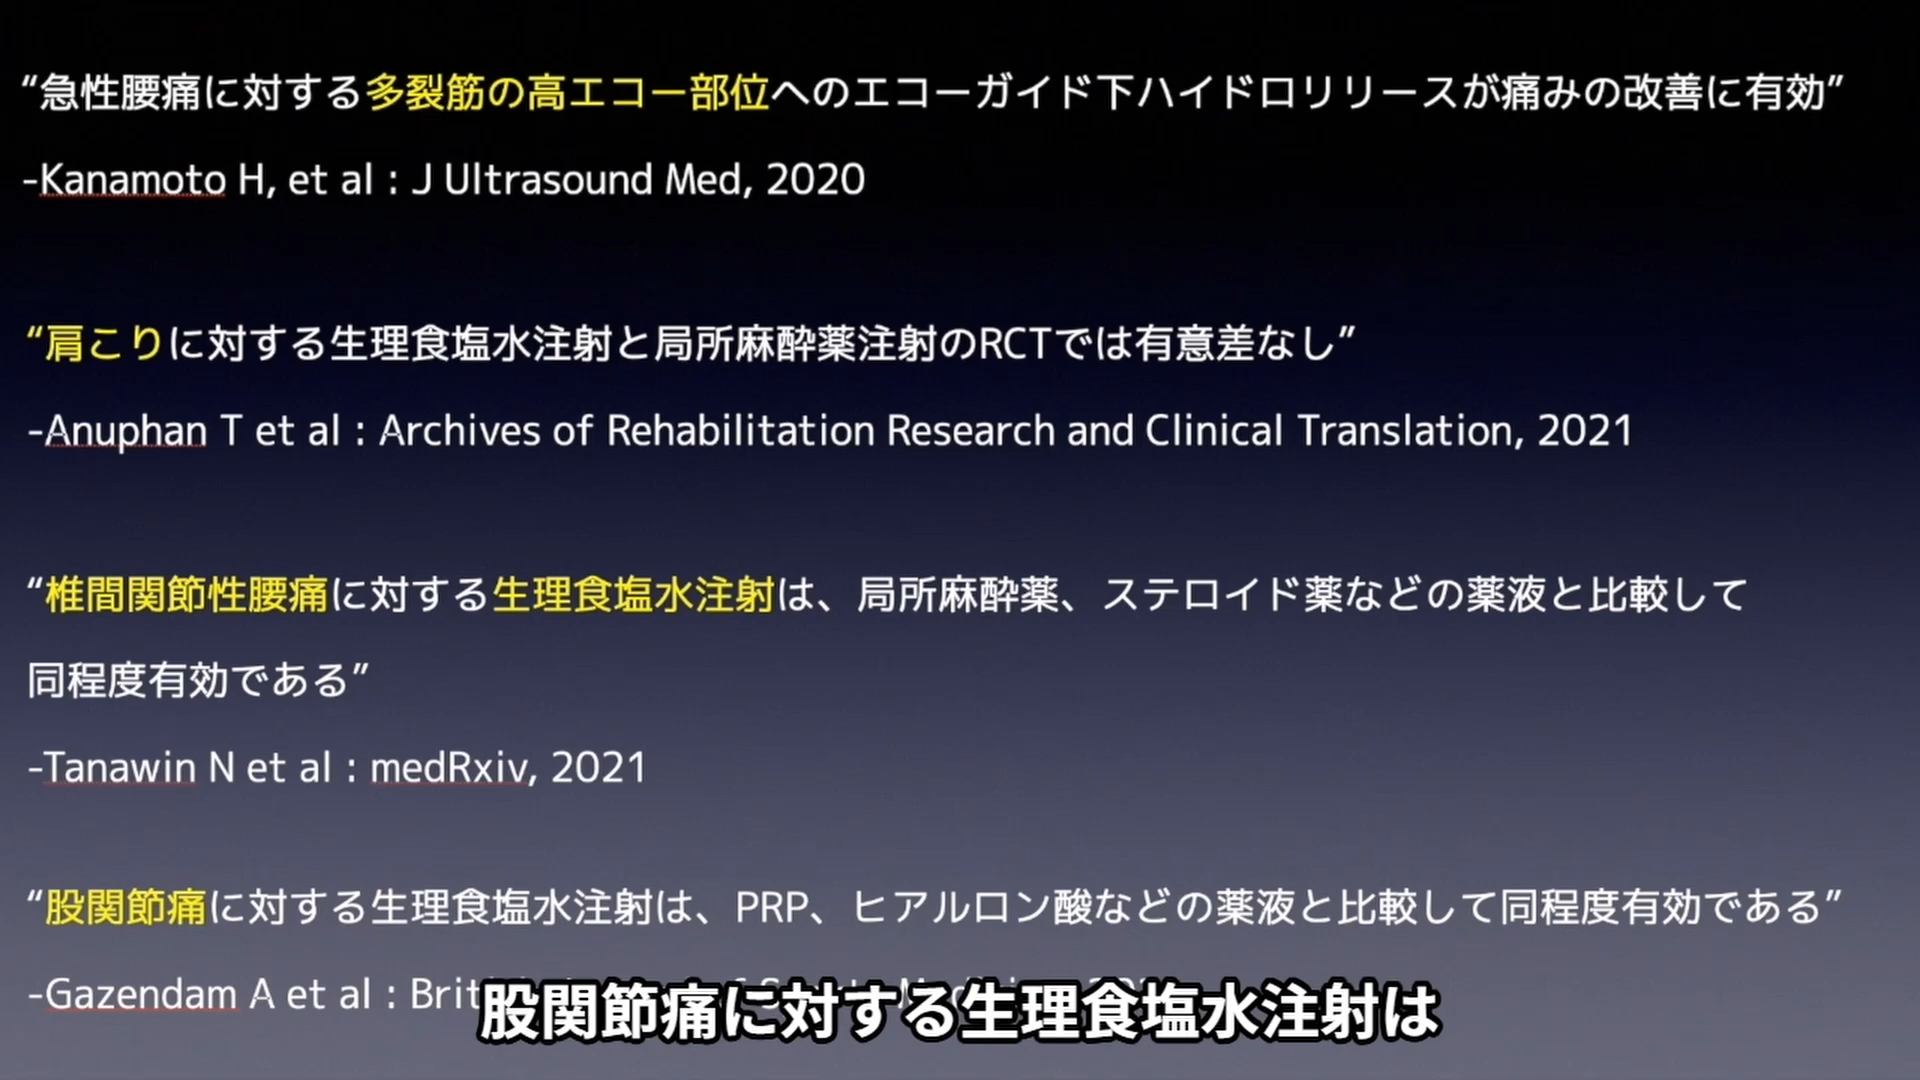 “急性腰痛に対する多裂筋の高エコー部位へのエコーガイド下ハイドロリリースが痛みの改善に有効”
-Kanamoto H, et al : J Ultrasound Med, 2020
“肩こりに対する生理食塩水注射と局所麻酔薬注射のRCTでは有意差なし”
-Anuphan T et al : Archives of Rehabilitation Research and Clinical Translation, 2021
“椎間関節性腰痛に対する生理食塩水注射は、局所麻酔薬、ステロイド薬などの薬液と比較して
同程度有効である”
-Tanawin N et al : medRxiv, 2021
“股関節痛に対する生理食塩水注射は、PRP、ヒアルロン酸などの薬液と比較して同程度有効である”
-Gazendam A et al :
股関節痛に対する生理食塩水注射は